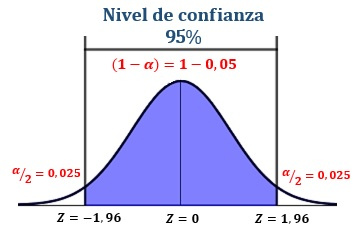 Nivel de confianza
95%
(1 − α) = 1 − 0,05
α/2 = 0,025
α/2 = 0,025
Z = −1,96
Z = 0
Z = 1,96